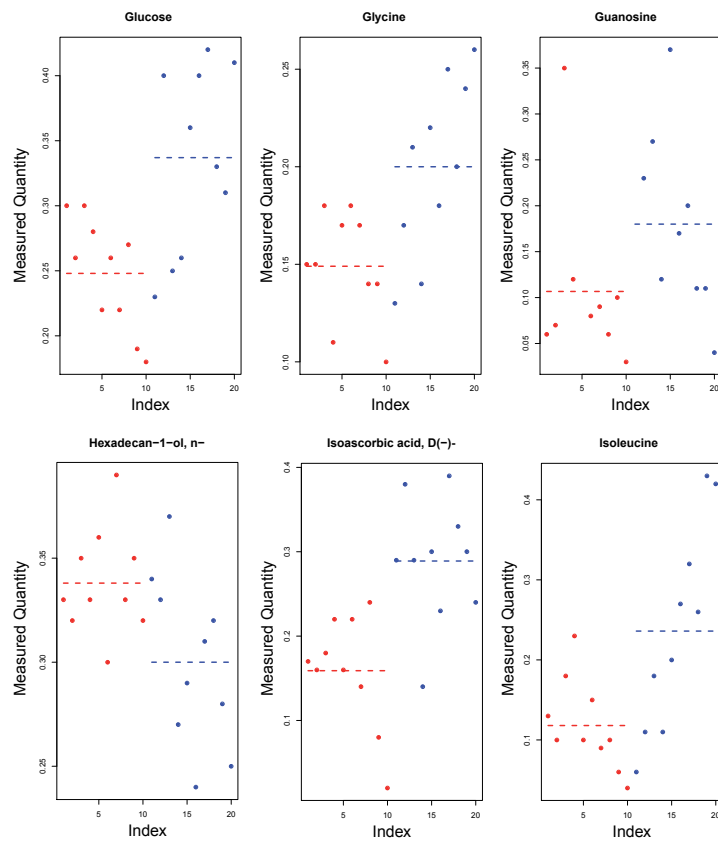 Glucose
Measured Quantity
0.20 0.25 0.30 0.35 0.40
5 10 15 20
Index
Glycine
Measured Quantity
0.10 0.15 0.20 0.25
5 10 15 20
Index
Guanosine
Measured Quantity
0.05 0.10 0.15 0.20 0.25 0.30 0.35
5 10 15 20
Index
Hexadecan−1−ol, n−
Measured Quantity
0.25 0.30 0.35
5 10 15 20
Index
Isoascorbic acid, D(−)-
Measured Quantity
0.1 0.2 0.3 0.4
5 10 15 20
Index
Isoleucine
Measured Quantity
0.1 0.2 0.3 0.4
5 10 15 20
Index